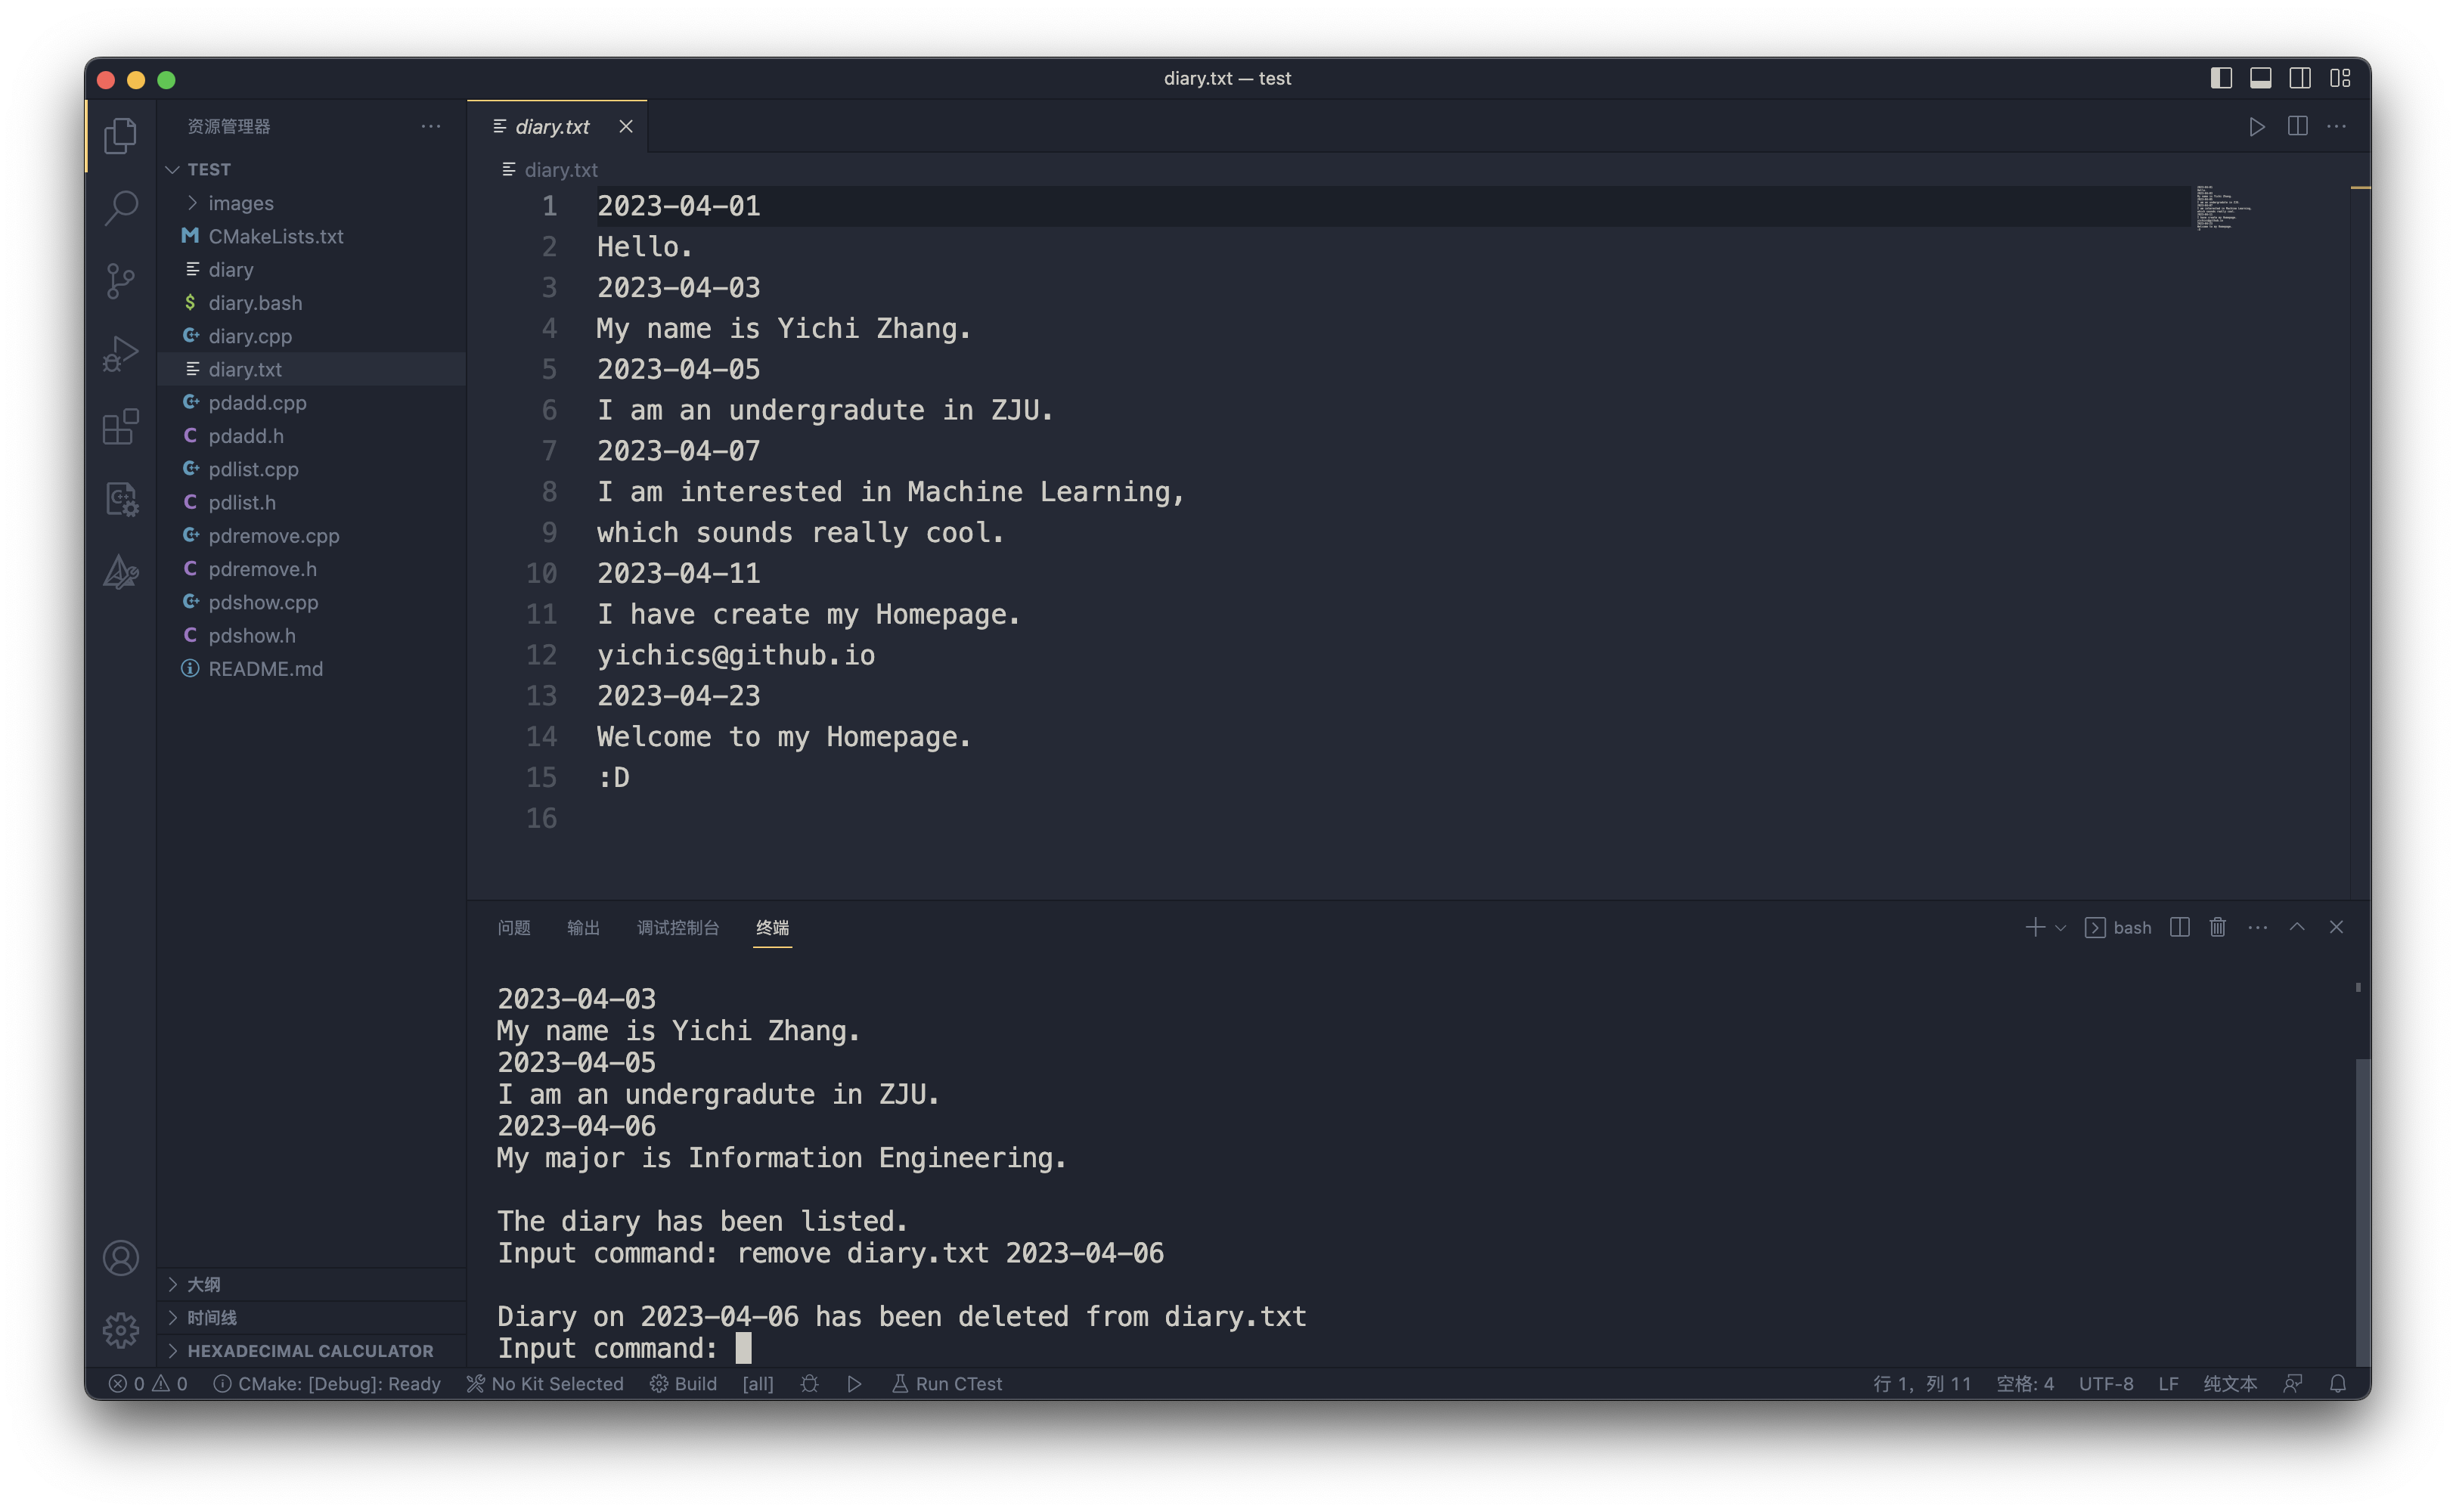 diary.txt — test
资源管理器
TEST
images
CMakeLists.txt
diary
diary.bash
diary.cpp
diary.txt
pdadd.cpp
pdadd.h
pdlist.cpp
pdlist.h
pdremove.cpp
pdremove.h
pdshow.cpp
pdshow.h
README.md
大纲
时间线
HEXADECIMAL CALCULATOR
diary.txt
diary.txt
1 2023-04-01
2 Hello.
3 2023-04-03
4 My name is Yichi Zhang.
5 2023-04-05
6 I am an undergradute in ZJU.
7 2023-04-07
8 I am interested in Machine Learning,
9 which sounds really cool.
10 2023-04-11
11 I have create my Homepage.
12 yichics@github.io
13 2023-04-23
14 Welcome to my Homepage.
15 :D
16
问题 输出 调试控制台 终端 bash
2023-04-03
My name is Yichi Zhang.
2023-04-05
I am an undergradute in ZJU.
2023-04-06
My major is Information Engineering.
The diary has been listed.
Input command: remove diary.txt 2023-04-06
Diary on 2023-04-06 has been deleted from diary.txt
Input command:
0 0 CMake: [Debug]: Ready No Kit Selected Build [all] Run CTest 行 1，列 11 空格: 4 UTF-8 LF 纯文本